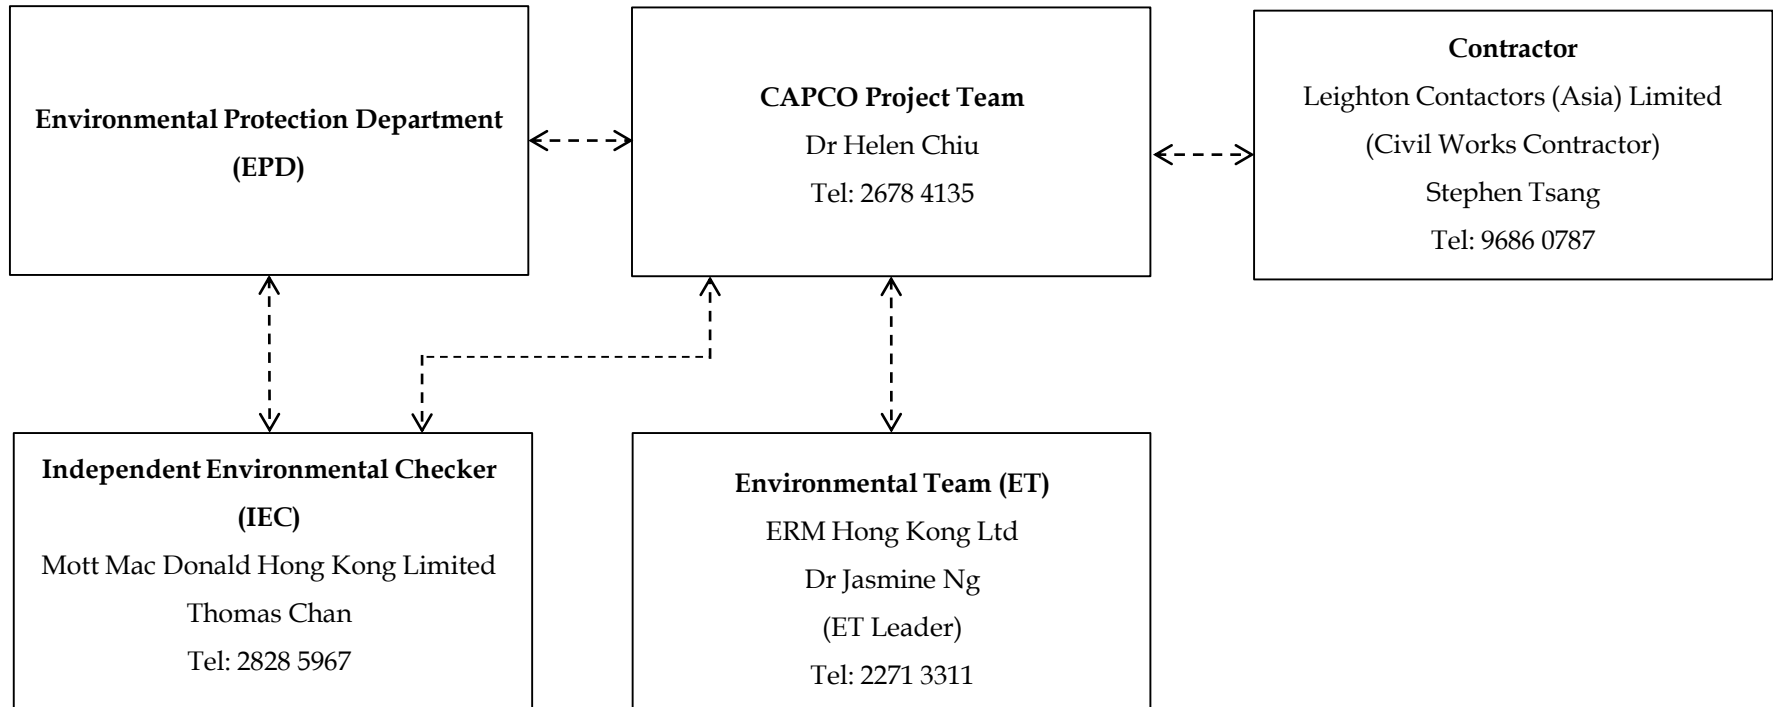 Environmental Protection Department
(EPD)
CAPCO Project Team
Dr Helen Chiu
Tel: 2678 4135
Contractor
Leighton Contactors (Asia) Limited
(Civil Works Contractor)
Stephen Tsang
Tel: 9686 0787
Independent Environmental Checker
(IEC)
Mott Mac Donald Hong Kong Limited
Thomas Chan
Tel: 2828 5967
Environmental Team (ET)
ERM Hong Kong Ltd
Dr Jasmine Ng
(ET Leader)
Tel: 2271 3311